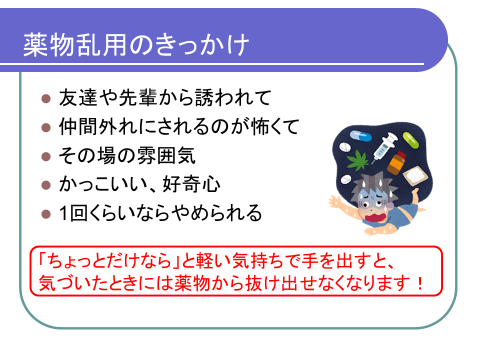 薬物乱用のきっかけ
友達や先輩から誘われて
仲間外れにされるのが怖くて
その場の雰囲気
かっこいい、好奇心
1回くらいならやめられる
「ちょっとだけなら」と軽い気持ちで手を出すと、
気づいたときには薬物から抜け出せなくなります！